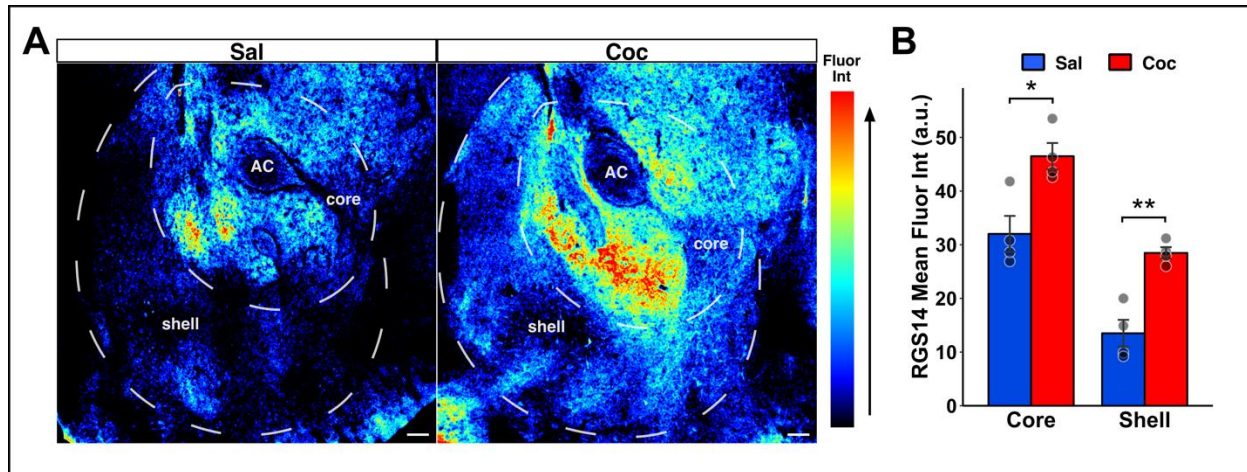 A
Sal
Coc
Fluor
Int
AC
core
shell
AC
core
shell
B
Sal
Coc
RGS14 Mean Fluor Int (a.u.)
50
40
30
20
10
0
*
**
Core
Shell